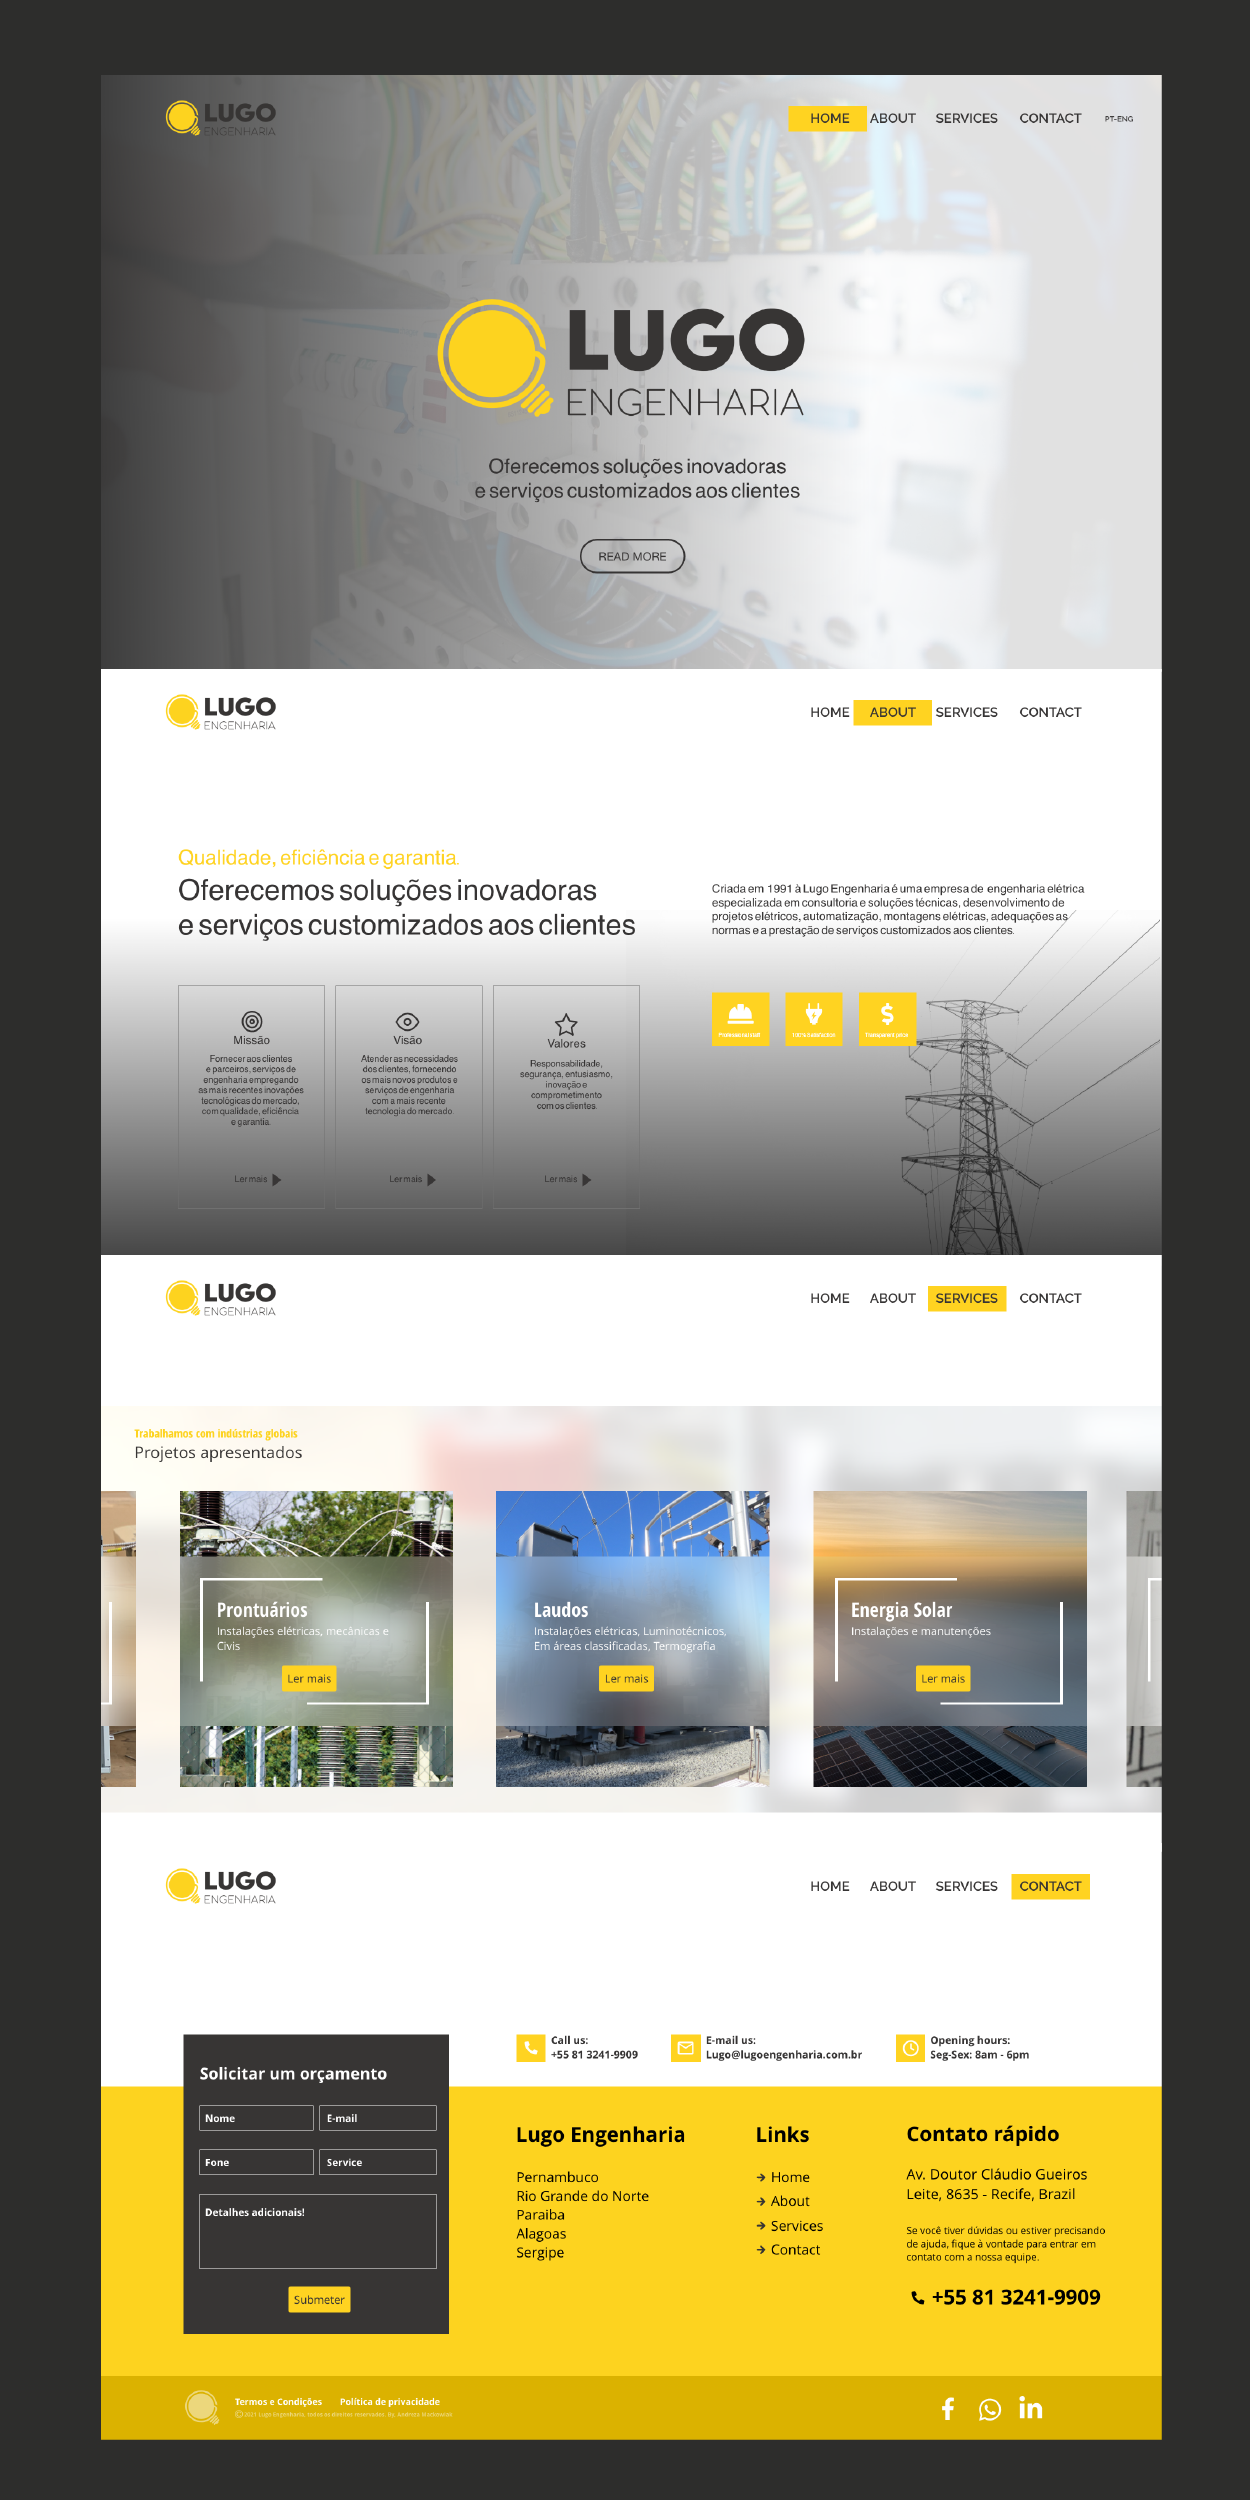 LUGO
ENGENHARIA
HOME ABOUT SERVICES CONTACT PT-ENG
LUGO
ENGENHARIA
Oferecemos soluções inovadoras
e serviços customizados aos clientes
READ MORE
LUGO
ENGENHARIA
HOME ABOUT SERVICES CONTACT
Qualidade, eficiência e garantia.
Oferecemos soluções inovadoras
e serviços customizados aos clientes
Criada em 1991 à Lugo Engenharia é uma empresa de engenharia elétrica
especializada em consultoria e soluções técnicas, desenvolvimento de
projetos elétricos, automatização, montagens elétricas, adequações as
normas e a prestação de serviços customizados aos clientes.
Missão
Fornecer aos clientes
e parceiros, serviços de
engenharia empregando
as mais recentes inovações
tecnológicas do mercado,
com qualidade, eficiência
e garantia.
Ler mais
Visão
Atender as necessidades
dos clientes, fornecendo
os mais novos produtos e
serviços de engenharia
com a mais recente
tecnologia do mercado.
Ler mais
Valores
Responsabilidade,
segurança, entusiasmo,
inovação e
comprometimento
com os clientes.
Ler mais
LUGO
ENGENHARIA
HOME ABOUT SERVICES CONTACT
Trabalhamos com indústrias globais
Projetos apresentados
Prontuários
Instalações elétricas, mecânicas e
Civis
Ler mais
Laudos
Instalações elétricas, Luminotécnicos,
Em áreas classificadas, Termografia
Ler mais
Energia Solar
Instalações e manutenções
Ler mais
LUGO
ENGENHARIA
HOME ABOUT SERVICES CONTACT
Solicitar um orçamento
Nome
E-mail
Fone
Service
Detalhes adicionais!
Submeter
Call us:
+55 81 3241-9909
E-mail us:
Lugo@lugoengenharia.com.br
Opening hours:
Seg-Sex: 8am - 6pm
Lugo Engenharia
Pernambuco
Rio Grande do Norte
Paraiba
Alagoas
Sergipe
Links
Home
About
Services
Contact
Contato rápido
Av. Doutor Cláudio Gueiros
Leite, 8635 - Recife, Brazil
Se você tiver dúvidas ou estiver precisando
de ajuda, fique à vontade para entrar em
contato com a nossa equipe.
+55 81 3241-9909
Termos e Condições Política de privacidade